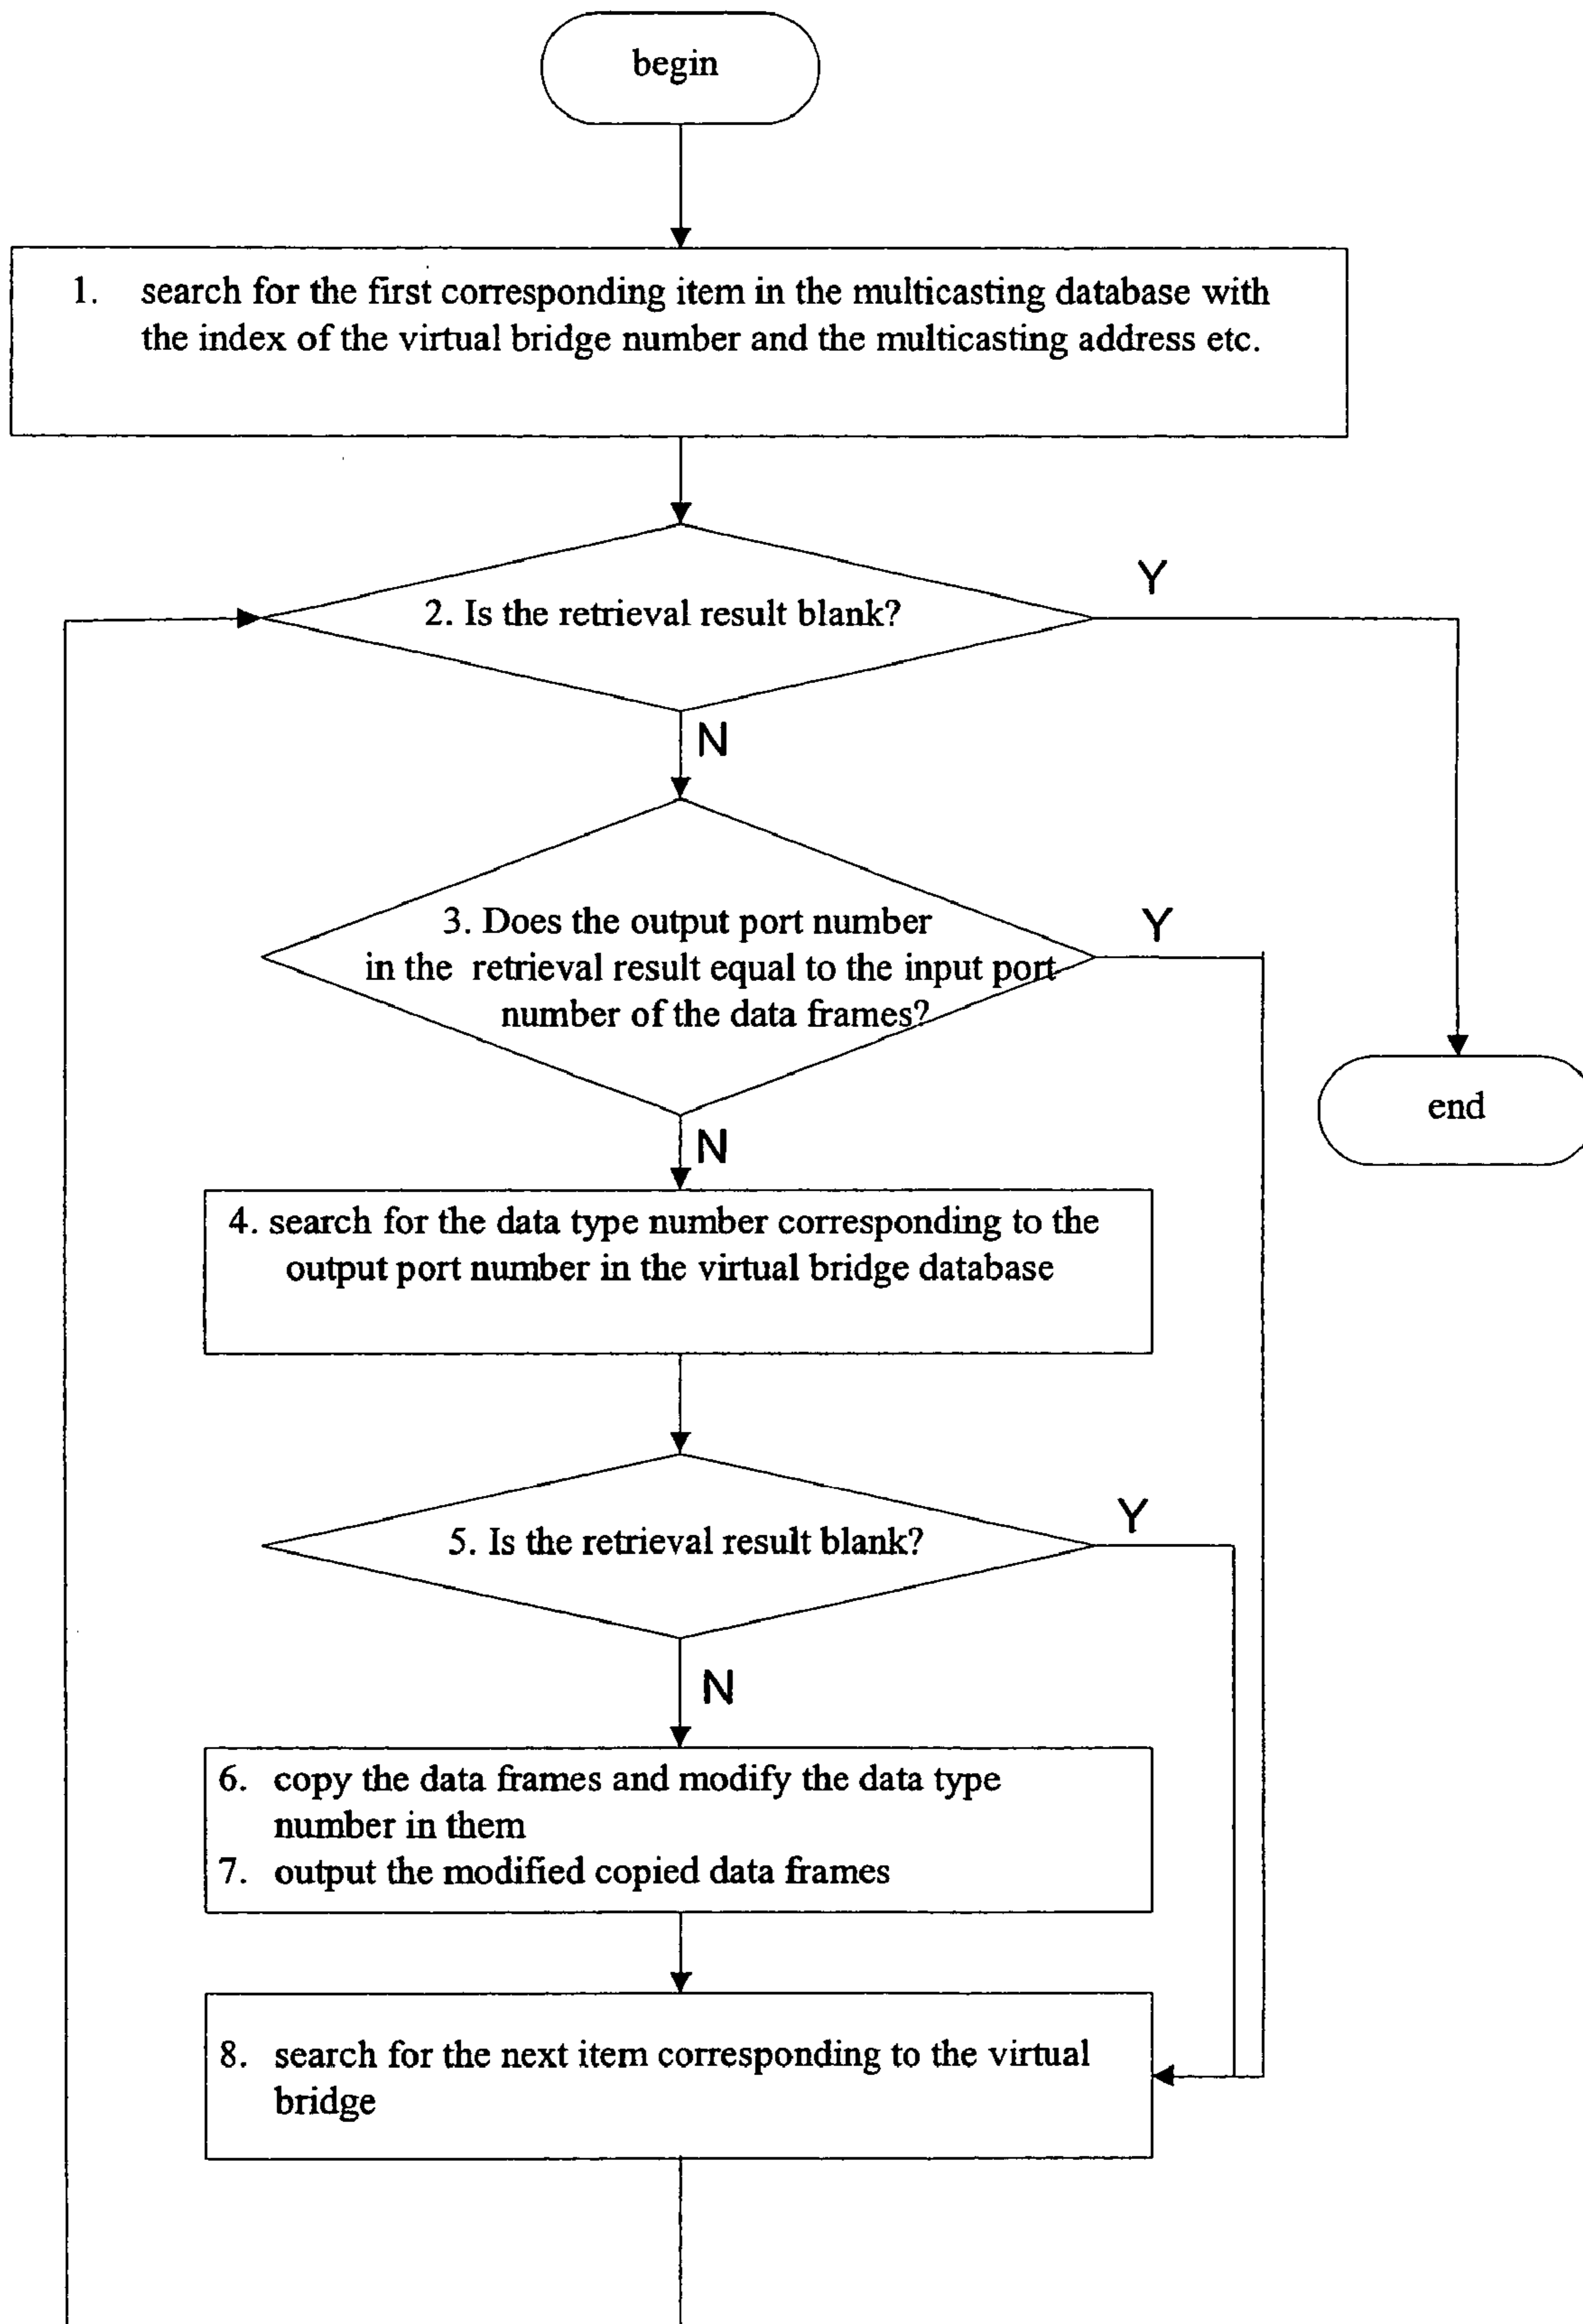 begin
1. search for the first corresponding item in the multicasting database with
the index of the virtual bridge number and the multicasting address etc.
Y
2. Is the retrieval result blank?
N
3. Does the output port number
in the retrieval result equal to the input port
number of the data frames?
Y
end
N
4. search for the data type number corresponding to the
output port number in the virtual bridge database
Y
5. Is the retrieval result blank?
N
6. copy the data frames and modify the data type
number in them
7. output the modified copied data frames
8. search for the next item corresponding to the virtual
bridge